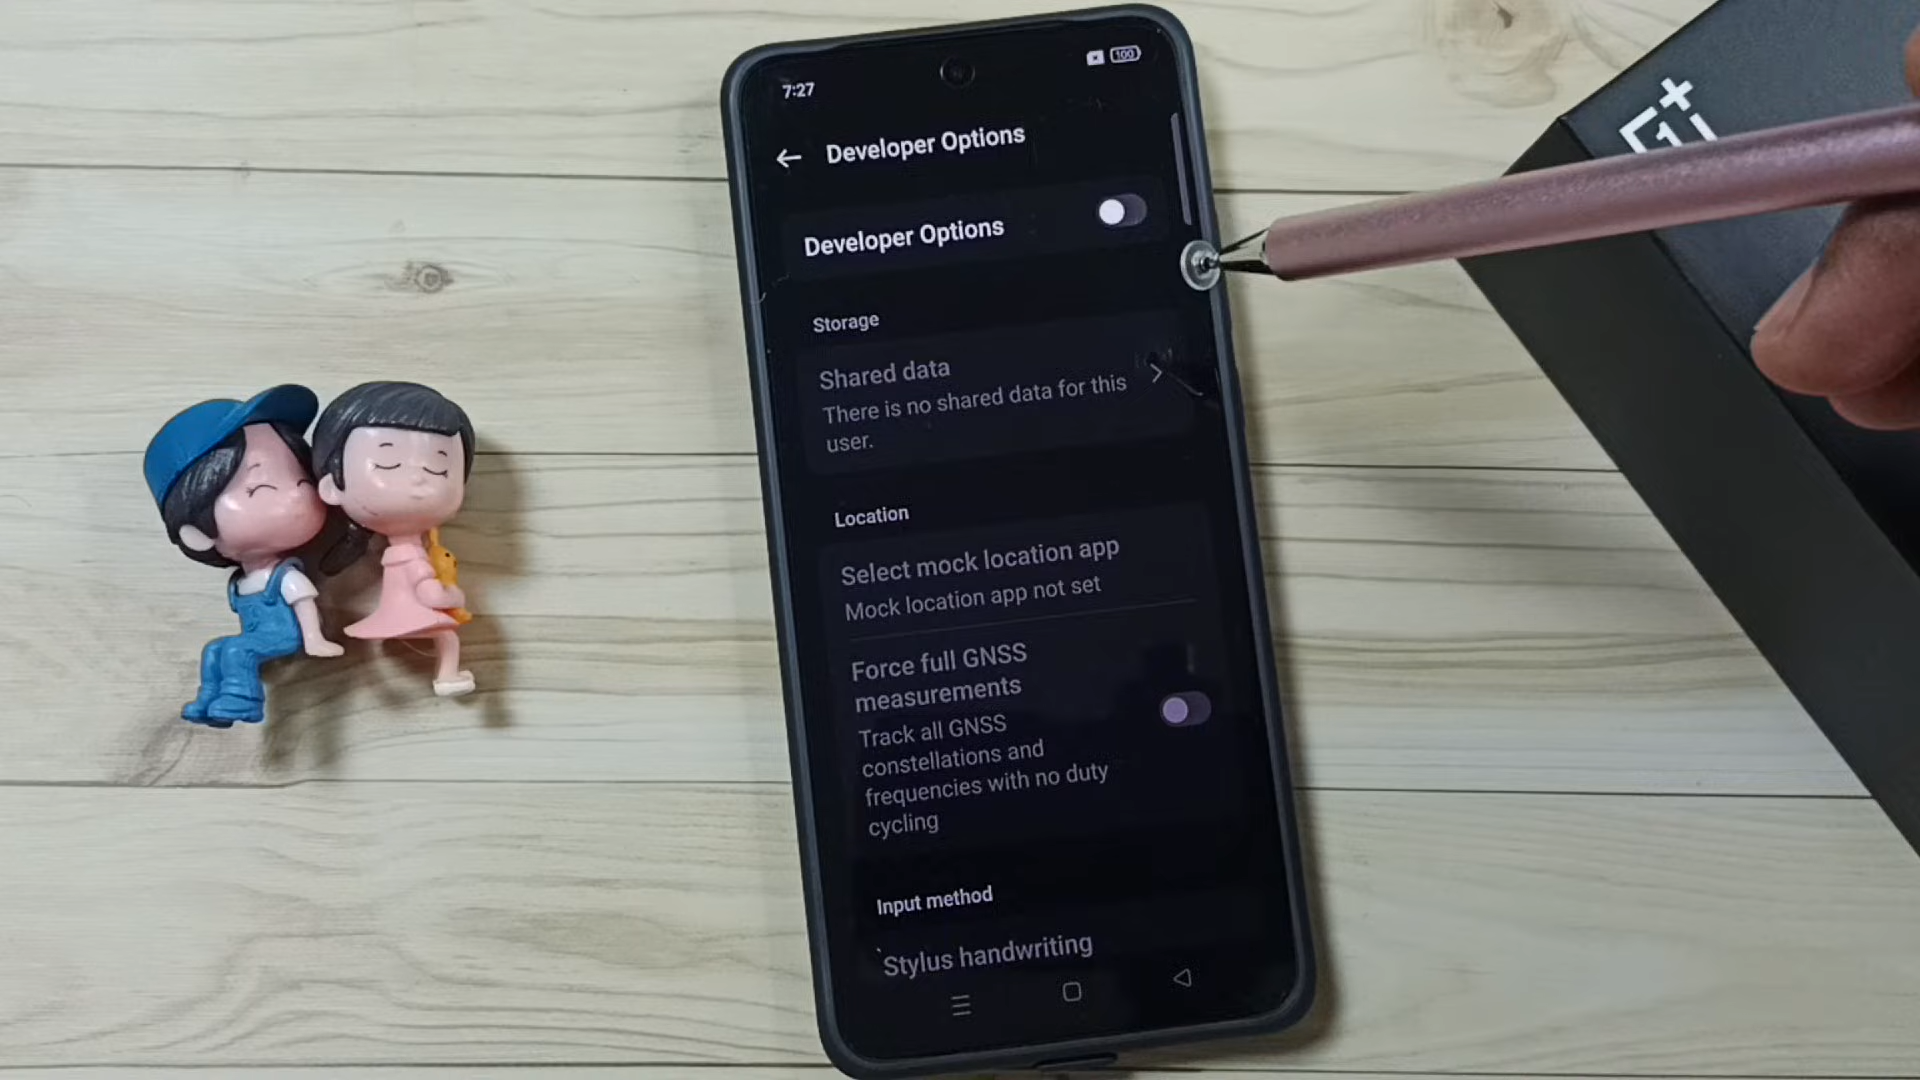 7:27
100
Developer Options
Developer Options
Storage
Shared data
There is no shared data for this
user.
Location
Select mock location app
Mock location app not set
Force full GNSS
measurements
Track all GNSS
constellations and
frequencies with no duty
cycling
Input method
Stylus handwriting